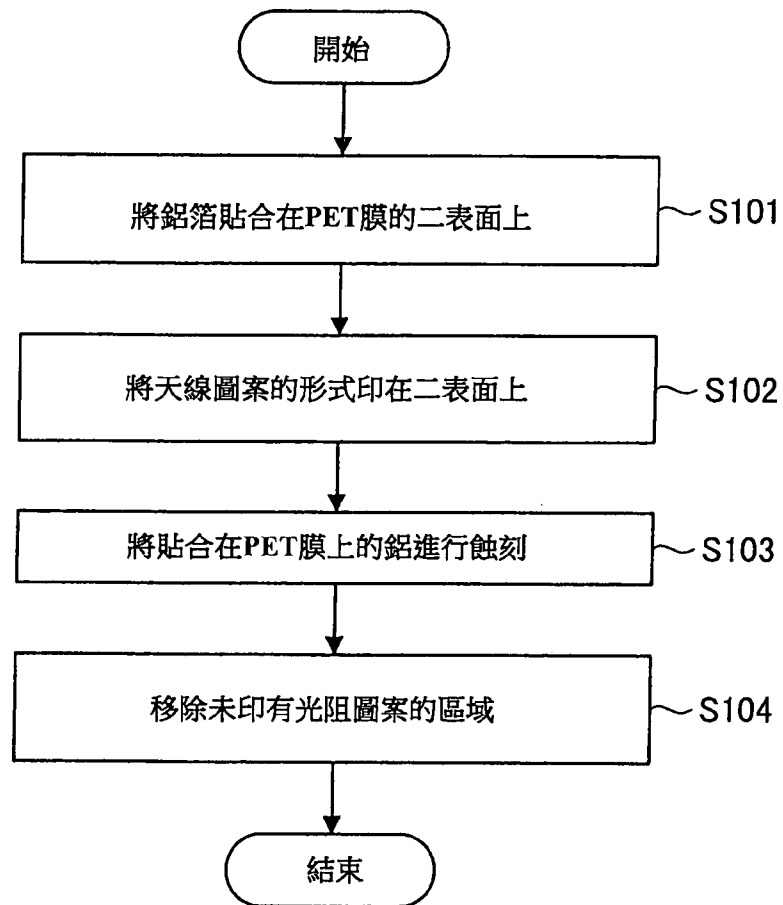 開始
將鋁箔貼合在PET膜的二表面上
S101
將天線圖案的形式印在二表面上
S102
將貼合在PET膜上的鋁進行蝕刻
S103
移除未印有光阻圖案的區域
S104
結束